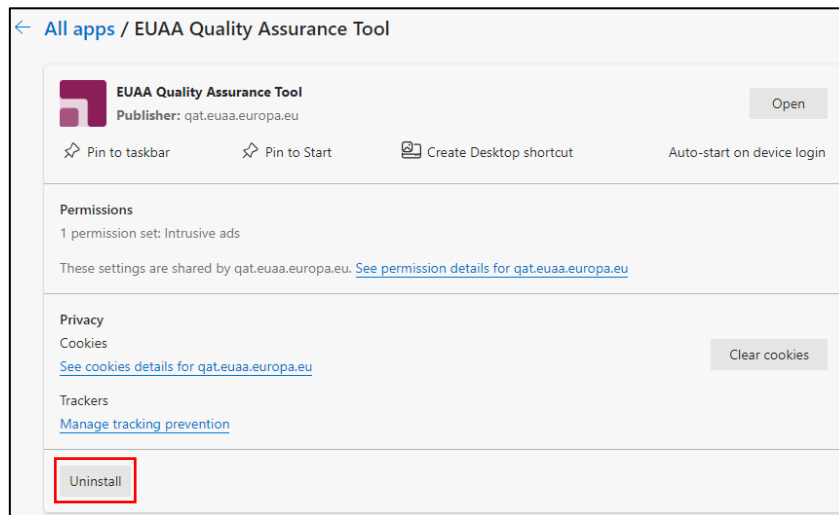 All apps / EUAA Quality Assurance Tool
EUAA Quality Assurance Tool
Publisher: qat.euaa.europa.eu
Open
Pin to taskbar
Pin to Start
Create Desktop shortcut
Auto-start on device login
Permissions
1 permission set: Intrusive ads
These settings are shared by qat.euaa.europa.eu. See permission details for qat.euaa.europa.eu
Privacy
Cookies
See cookies details for qat.euaa.europa.eu
Clear cookies
Trackers
Manage tracking prevention
Uninstall